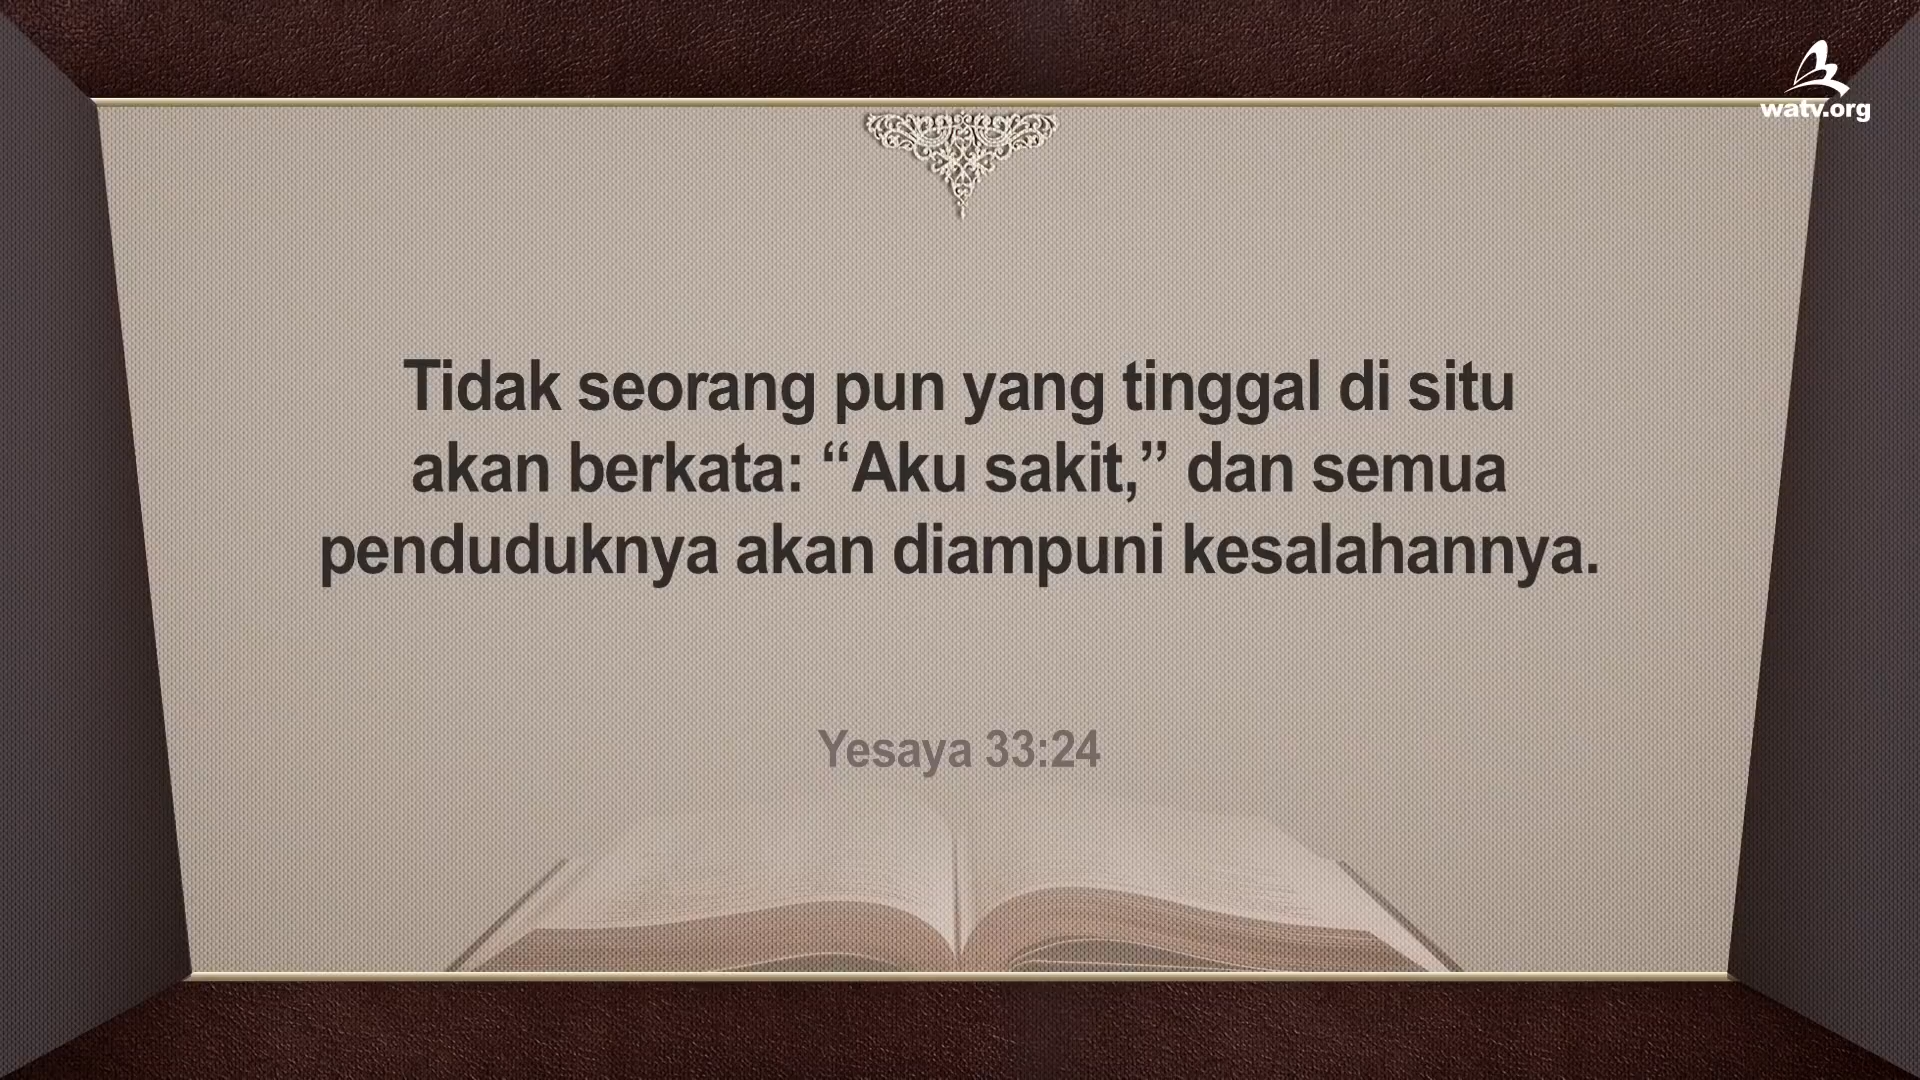 watv.org
Tidak seorang pun yang tinggal di situ
akan berkata: “Aku sakit,” dan semua
penduduknya akan diampuni kesalahannya.
Yesaya 33:24